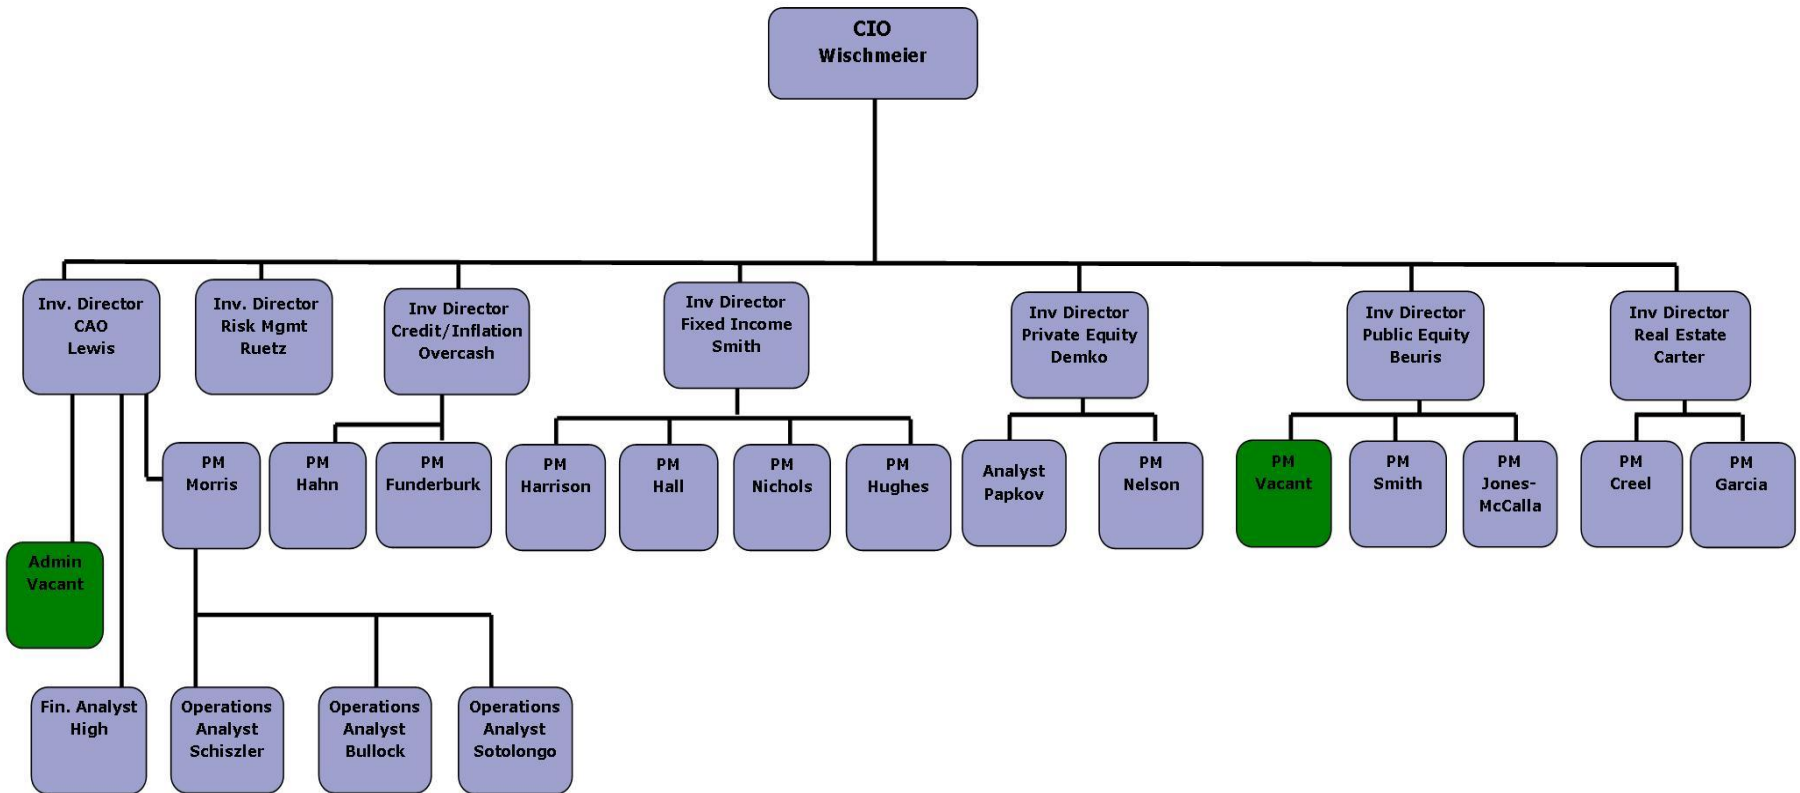 CIO
Wischmeier
Inv. Director
CAO
Lewis
Inv. Director
Risk Mgmt
Ruetz
Inv Director
Credit/Inflation
Overcash
Inv Director
Fixed Income
Smith
Inv Director
Private Equity
Demko
Inv Director
Public Equity
Beuris
Inv Director
Real Estate
Carter
PM
Morris
PM
Hahn
PM
Funderburk
PM
Harrison
PM
Hall
PM
Nichols
PM
Hughes
Analyst
Papkov
PM
Nelson
PM
Vacant
PM
Smith
PM
Jones-
McCalla
PM
Creel
PM
Garcia
Admin
Vacant
Fin. Analyst
High
Operations
Analyst
Schiszler
Operations
Analyst
Bullock
Operations
Analyst
Sotolongo